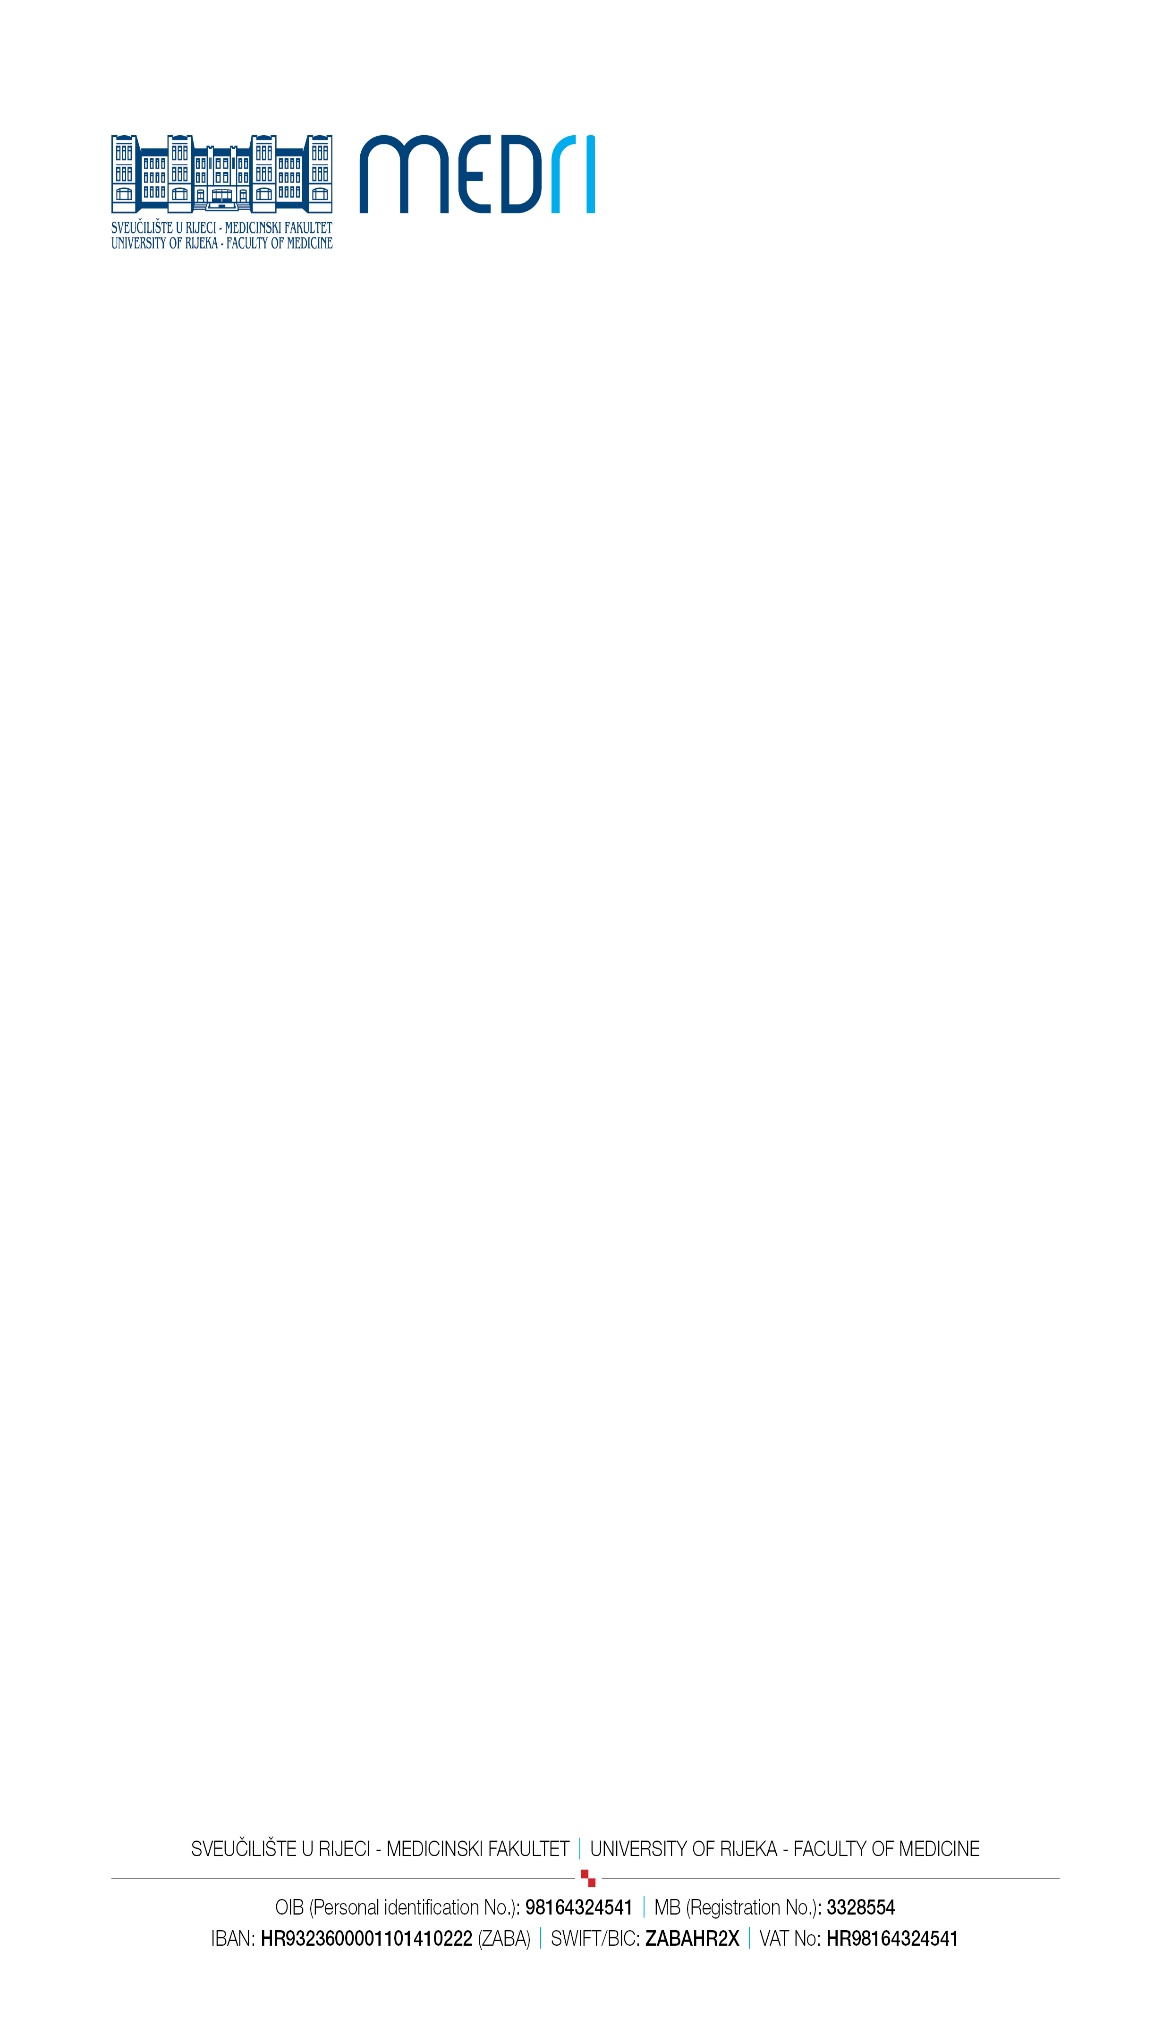 MEDRI
SVEUČILIŠTE U RIJECI - MEDICINSKI FAKULTET
UNIVERSITY OF RIJEKA - FACULTY OF MEDICINE
SVEUČILIŠTE U RIJECI - MEDICINSKI FAKULTET | UNIVERSITY OF RIJEKA - FACULTY OF MEDICINE
OIB (Personal identification No.): 98164324541 | MB (Registration No.): 3328554
IBAN: HR9323600001101410222 (ZABA) | SWIFT/BIC: ZABAHR2X | VAT No: HR98164324541